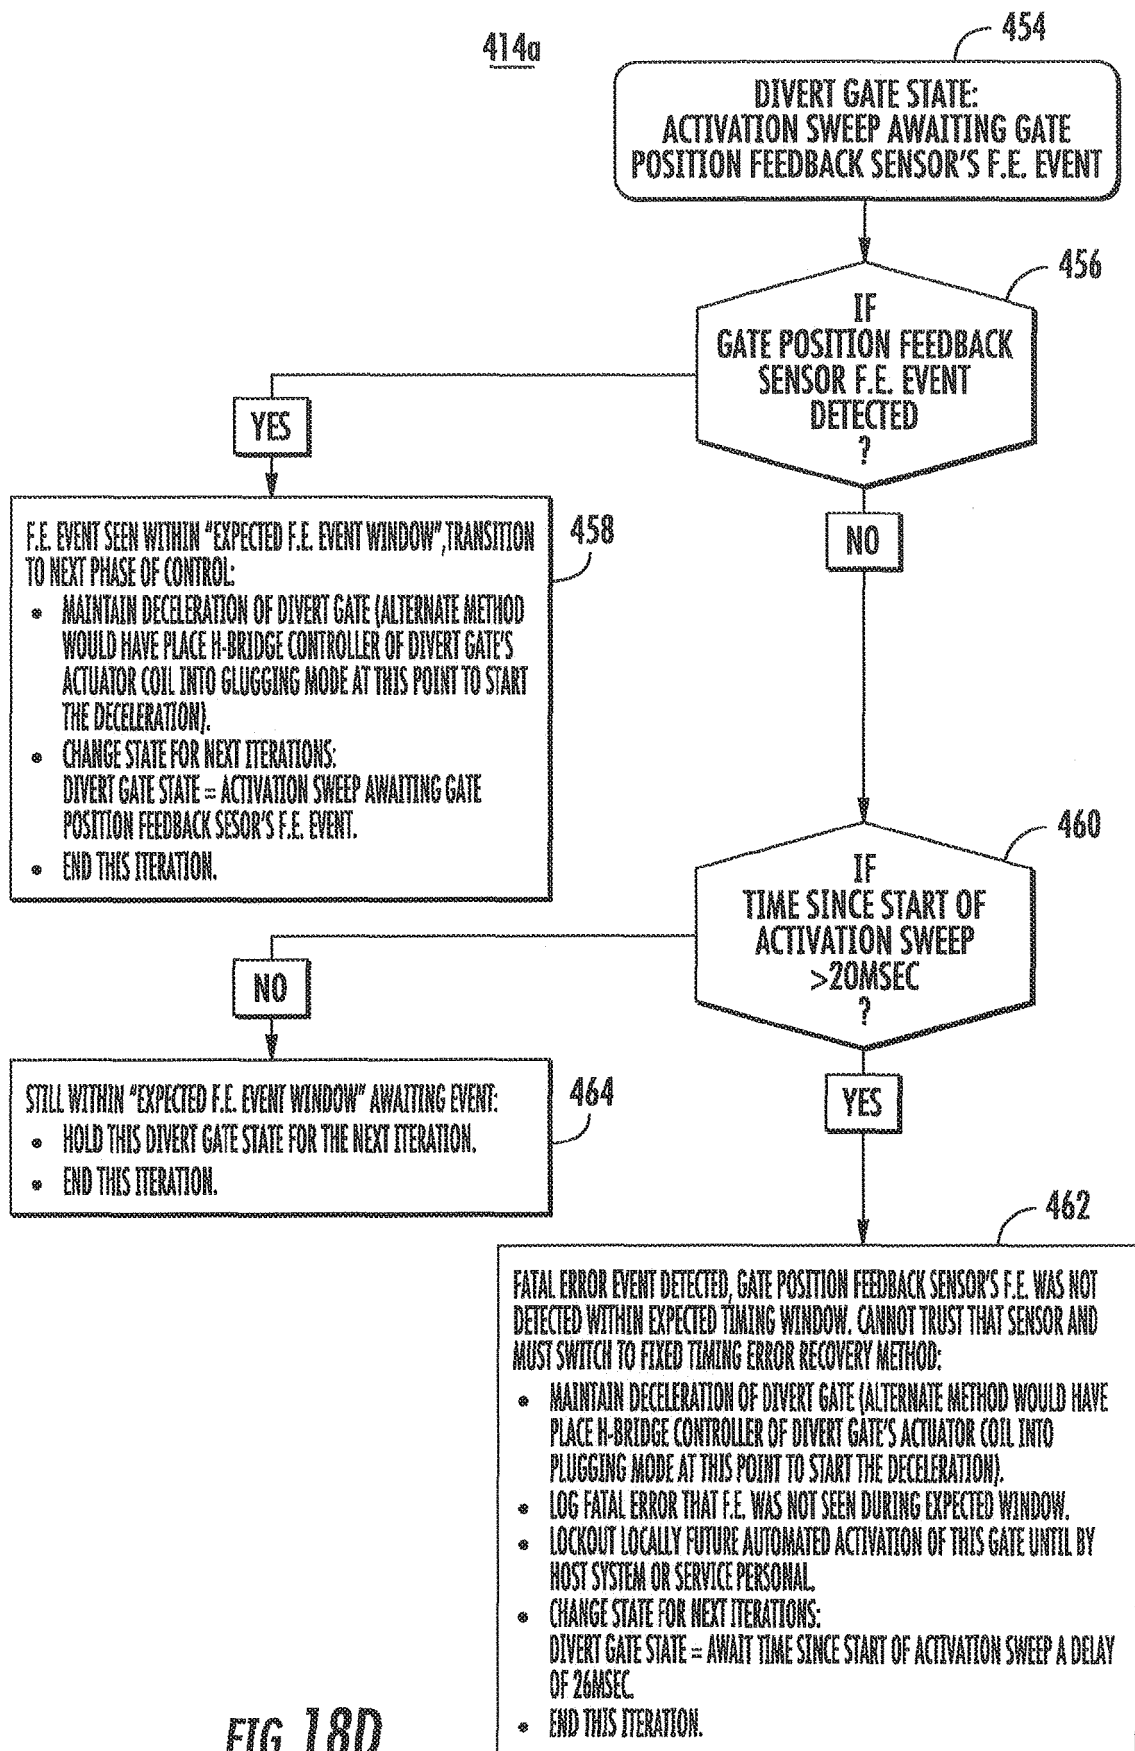 414a
454
DIVERT GATE STATE:
ACTIVATION SWEEP AWAITING GATE
POSITION FEEDBACK SENSOR'S F.E. EVENT
456
IF
GATE POSITION FEEDBACK
SENSOR F.E. EVENT
DETECTED
?
YES
NO
458
F.E. EVENT SEEN WITHIN "EXPECTED F.E. EVENT WINDOW", TRANSITION
TO NEXT PHASE OF CONTROL:
• MAINTAIN DECELERATION OF DIVERT GATE (ALTERNATE METHOD
WOULD HAVE PLACE H-BRIDGE CONTROLLER OF DIVERT GATE'S
ACTUATOR COIL INTO GLUGGING MODE AT THIS POINT TO START
THE DECELERATION).
• CHANGE STATE FOR NEXT ITERATIONS:
DIVERT GATE STATE = ACTIVATION SWEEP AWAITING GATE
POSITION FEEDBACK SESOR'S F.E. EVENT.
• END THIS ITERATION.
460
IF
TIME SINCE START OF
ACTIVATION SWEEP
>20MSEC
?
NO
YES
464
STILL WITHIN "EXPECTED F.E. EVENT WINDOW" AWAITING EVENT:
• HOLD THIS DIVERT GATE STATE FOR THE NEXT ITERATION.
• END THIS ITERATION.
462
FATAL ERROR EVENT DETECTED, GATE POSITION FEEDBACK SENSOR'S F.E. WAS NOT
DETECTED WITHIN EXPECTED TIMING WINDOW. CANNOT TRUST THAT SENSOR AND
MUST SWITCH TO FIXED TIMING ERROR RECOVERY METHOD:
• MAINTAIN DECELERATION OF DIVERT GATE (ALTERNATE METHOD WOULD HAVE
PLACE H-BRIDGE CONTROLLER OF DIVERT GATE'S ACTUATOR COIL INTO
PLUGGING MODE AT THIS POINT TO START THE DECELERATION).
• LOG FATAL ERROR THAT F.E. WAS NOT SEEN DURING EXPECTED WINDOW.
• LOCKOUT LOCALLY FUTURE AUTOMATED ACTIVATION OF THIS GATE UNTIL BY
HOST SYSTEM OR SERVICE PERSONAL.
• CHANGE STATE FOR NEXT ITERATIONS:
DIVERT GATE STATE = AWAIT TIME SINCE START OF ACTIVATION SWEEP A DELAY
OF 26MSEC.
• END THIS ITERATION.
FIG. 18D